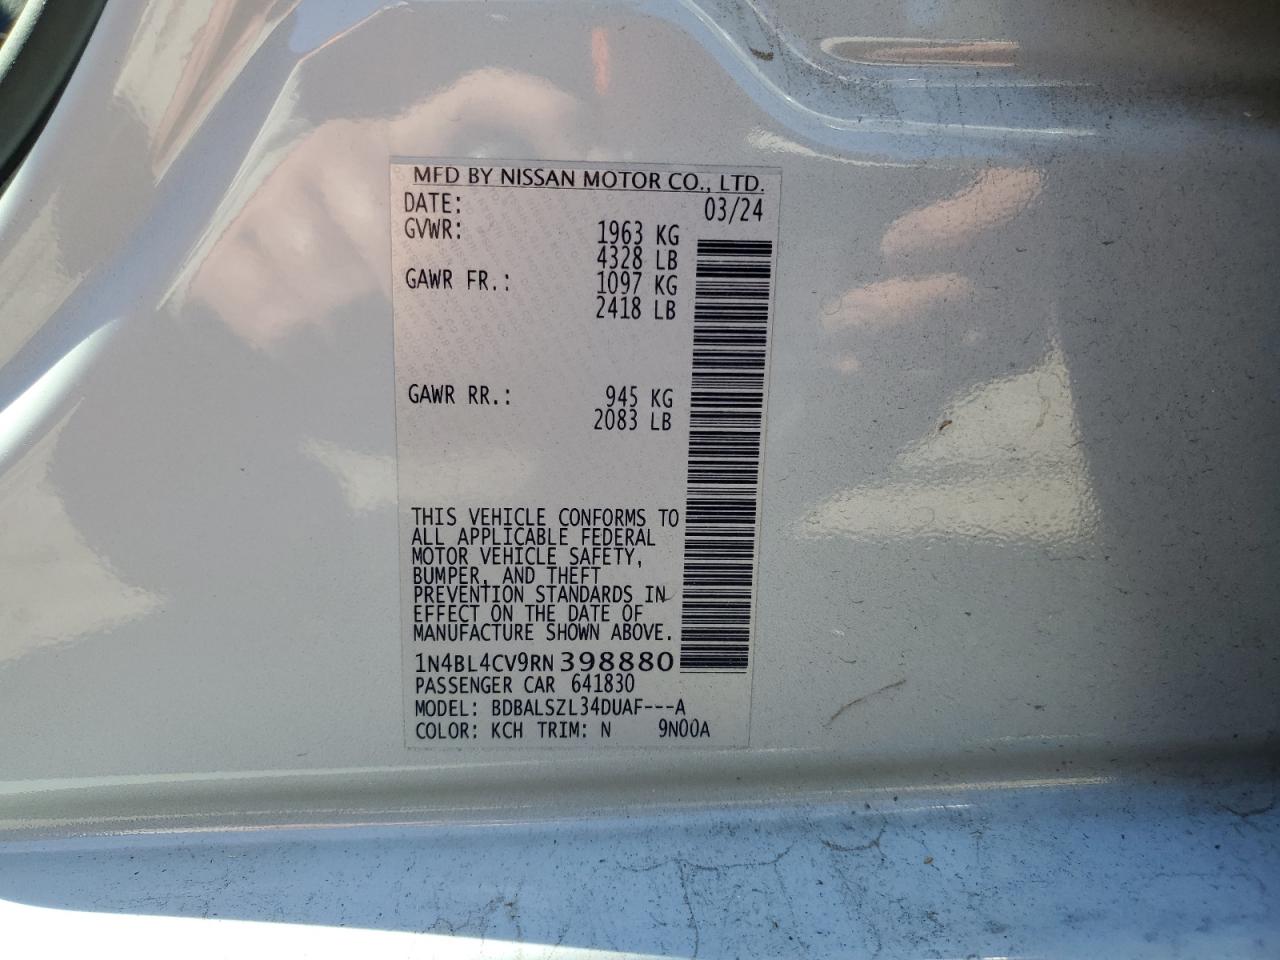 MFD BY NISSAN MOTOR CO., LTD.
DATE: 03/24
GVWR: 1963 KG
4328 LB
GAWR FR.: 1097 KG
2418 LB
GAWR RR.: 945 KG
2083 LB
THIS VEHICLE CONFORMS TO
ALL APPLICABLE FEDERAL
MOTOR VEHICLE SAFETY,
BUMPER, AND THEFT
PREVENTION STANDARDS IN
EFFECT ON THE DATE OF
MANUFACTURE SHOWN ABOVE.
1N4BL4CV9RN398880
PASSENGER CAR 641830
MODEL: BDBALSZL34DUAF---A
COLOR: KCH TRIM: N 9N00A